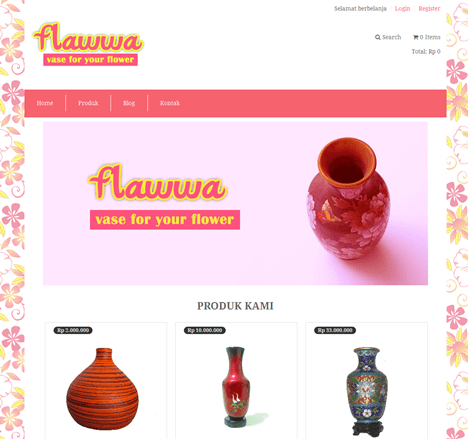 Selamat berbelanja Login Register
flawwa
vase for your flower
Search 0 Items
Total: Rp 0
Home Produk Blog Kontak
flawwa
vase for your flower
PRODUK KAMI
Rp 2.000.000 Rp 10.000.000 Rp 33.000.000